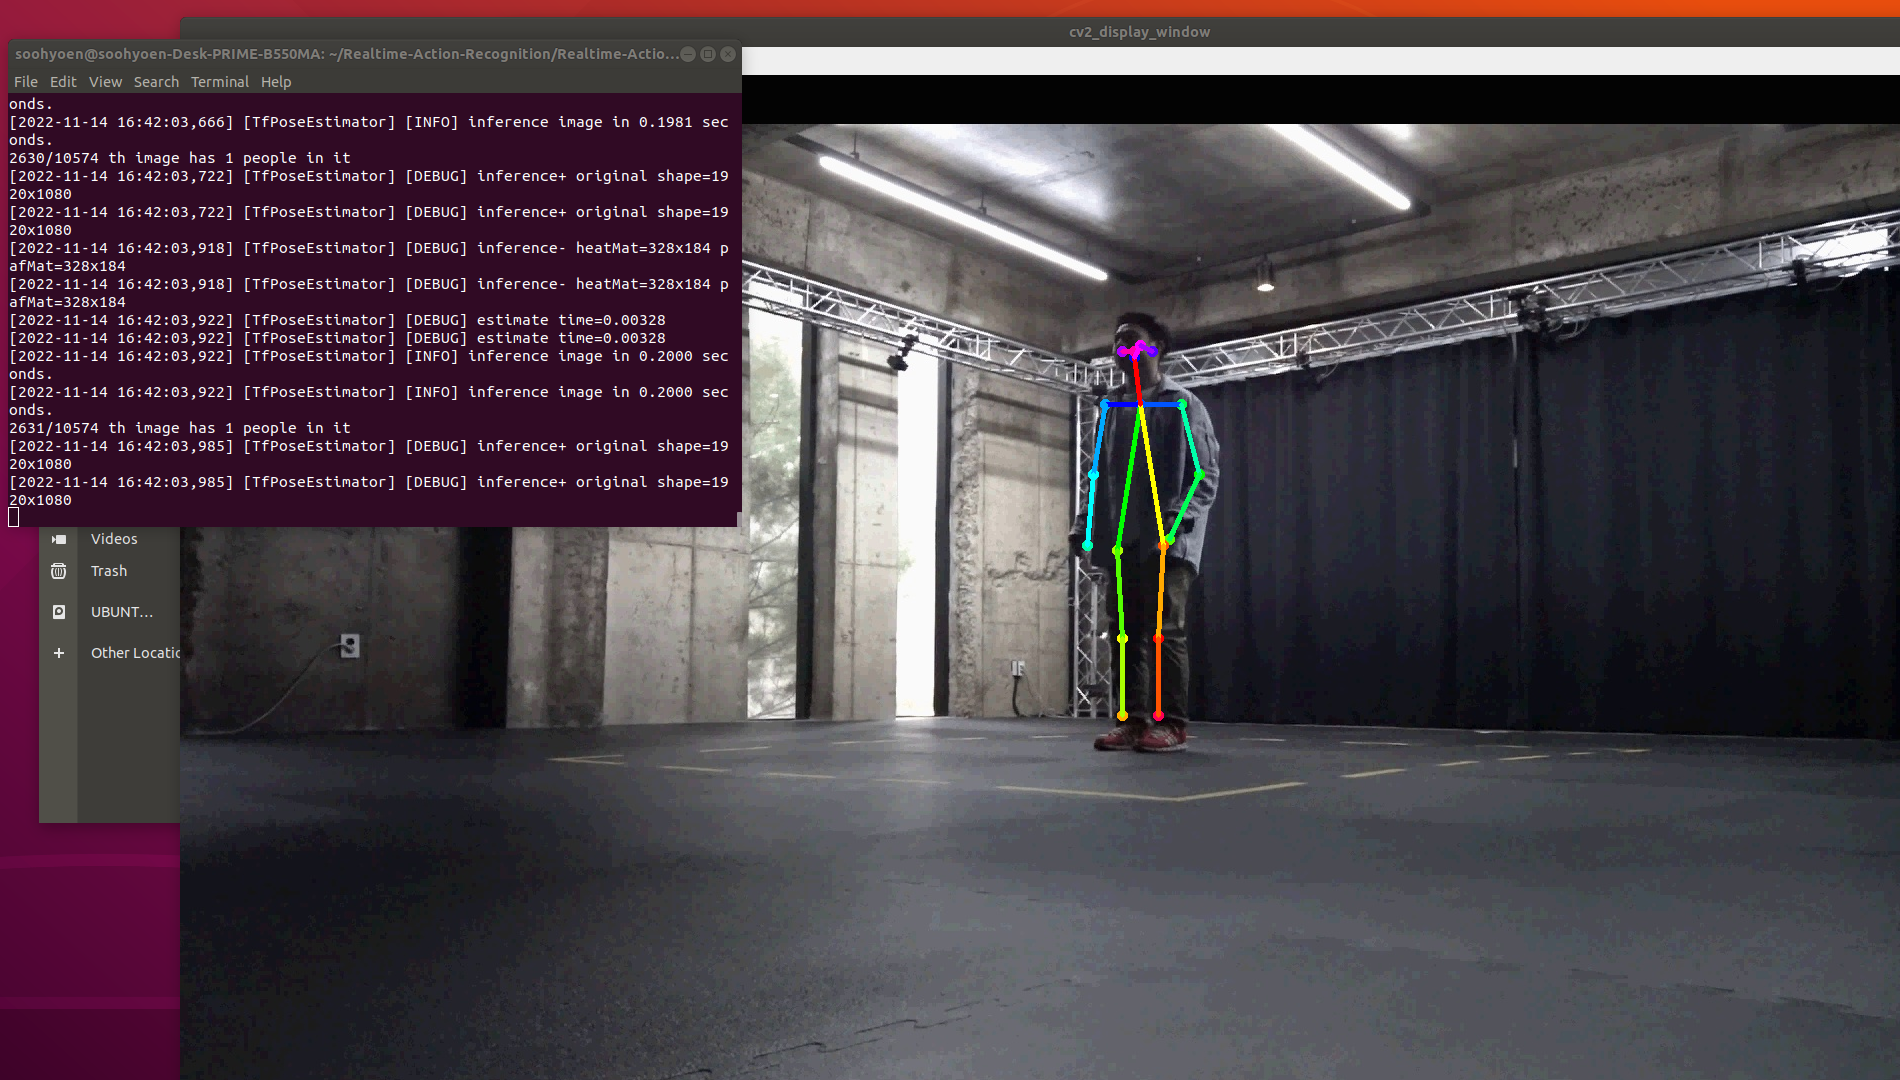 cv2_display_window
soohyoen@soohyoen-Desk-PRIME-B550MA: ~/Realtime-Action-Recognition/Realtime-Actio...
File Edit View Search Terminal Help
onds.
[2022-11-14 16:42:03,666] [TfPoseEstimator] [INFO] inference image in 0.1981 sec
onds.
2630/10574 th image has 1 people in it
[2022-11-14 16:42:03,722] [TfPoseEstimator] [DEBUG] inference+ original shape=19
20x1080
[2022-11-14 16:42:03,722] [TfPoseEstimator] [DEBUG] inference+ original shape=19
20x1080
[2022-11-14 16:42:03,918] [TfPoseEstimator] [DEBUG] inference- heatMat=328x184 p
afMat=328x184
[2022-11-14 16:42:03,918] [TfPoseEstimator] [DEBUG] inference- heatMat=328x184 p
afMat=328x184
[2022-11-14 16:42:03,922] [TfPoseEstimator] [DEBUG] estimate time=0.00328
[2022-11-14 16:42:03,922] [TfPoseEstimator] [DEBUG] estimate time=0.00328
[2022-11-14 16:42:03,922] [TfPoseEstimator] [INFO] inference image in 0.2000 sec
onds.
[2022-11-14 16:42:03,922] [TfPoseEstimator] [INFO] inference image in 0.2000 sec
onds.
2631/10574 th image has 1 people in it
[2022-11-14 16:42:03,985] [TfPoseEstimator] [DEBUG] inference+ original shape=19
20x1080
[2022-11-14 16:42:03,985] [TfPoseEstimator] [DEBUG] inference+ original shape=19
20x1080
Videos
Trash
UBUNT...
Other Locatic